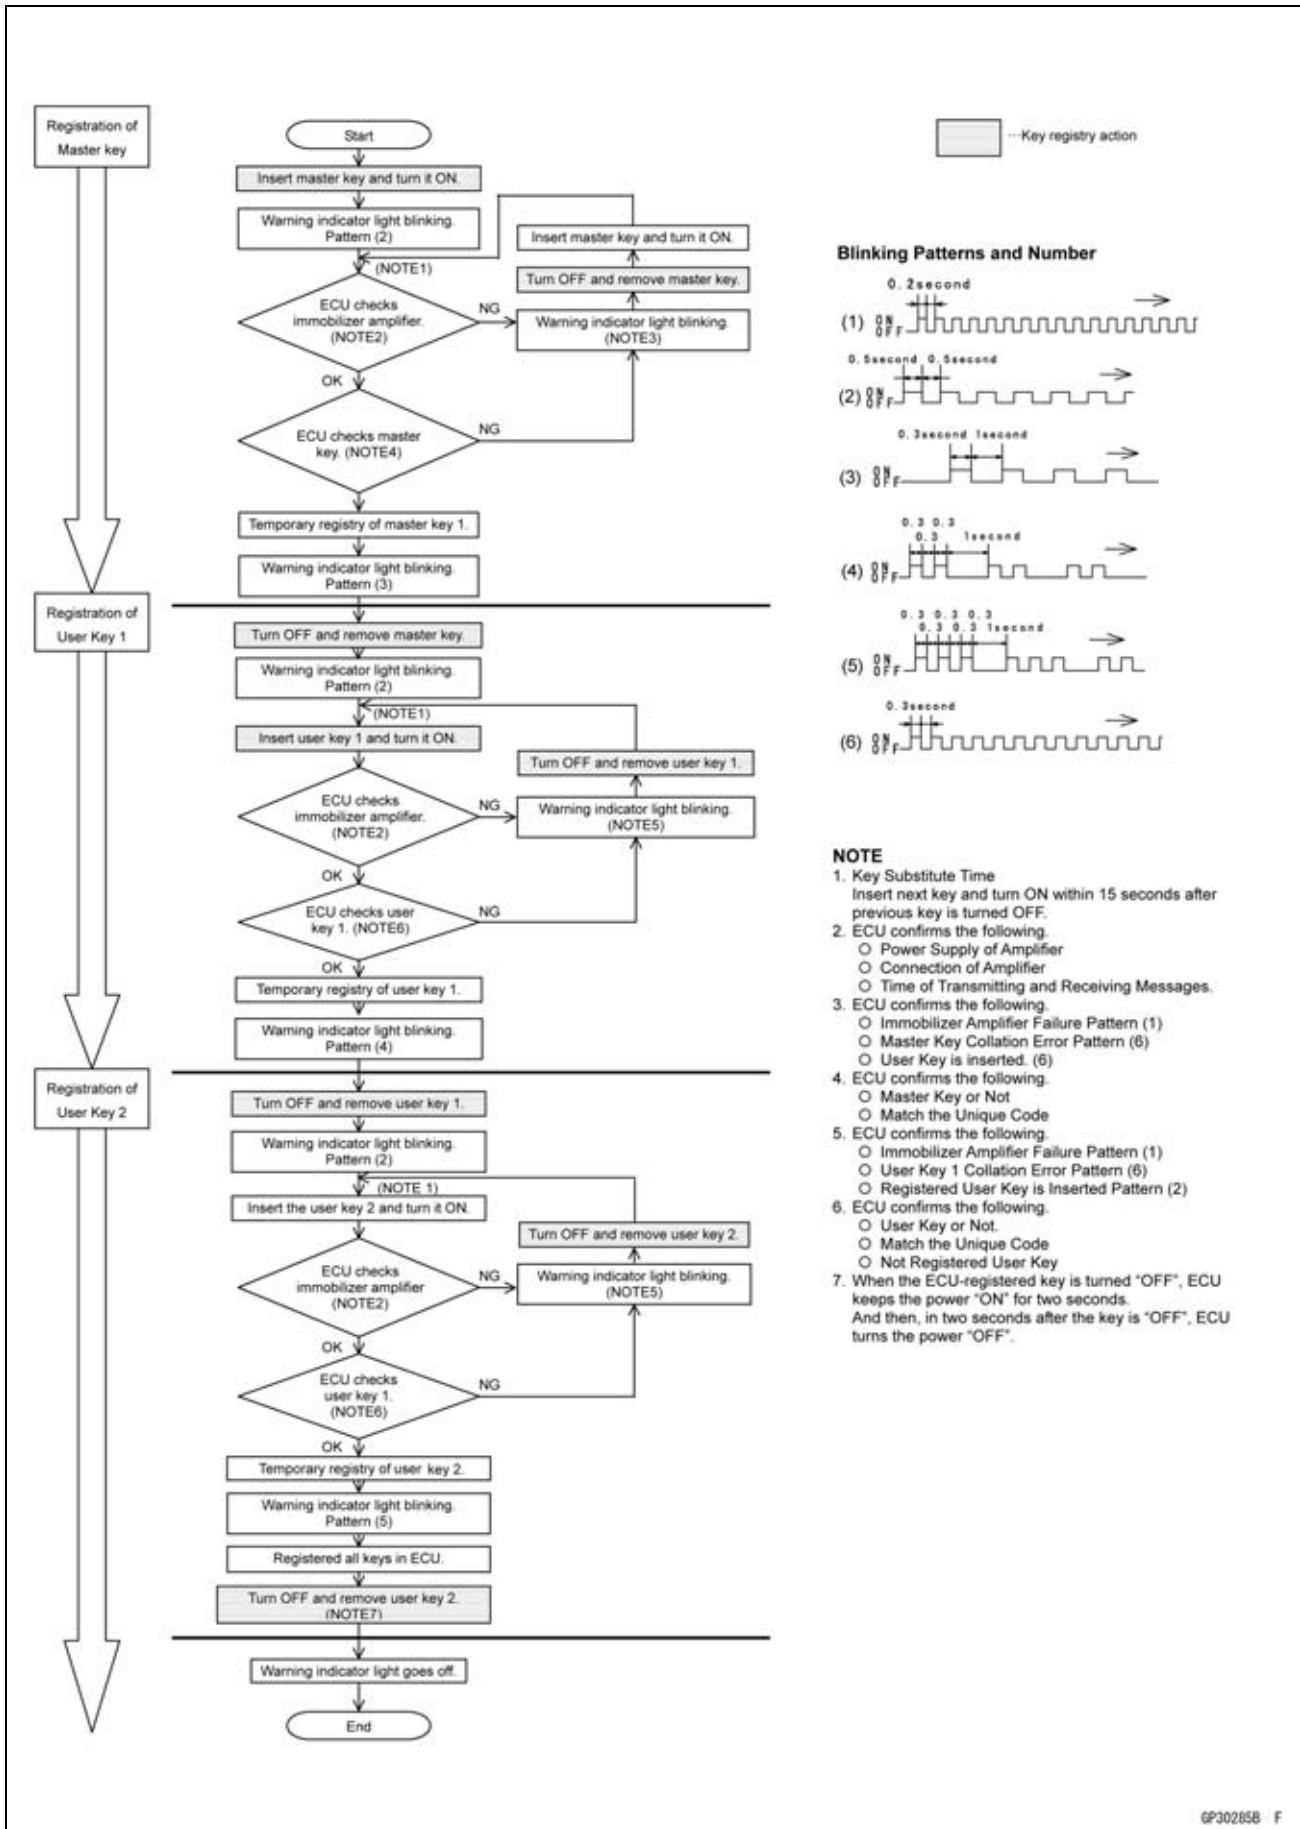 Registration of
Master key
Start
Insert master key and turn it ON.
Warning indicator light blinking.
Pattern (2)
(NOTE1)
ECU checks
immobilizer amplifier.
(NOTE2)
NG
Insert master key and turn it ON.
Turn OFF and remove master key.
Warning indicator light blinking.
(NOTE3)
OK
ECU checks master
key. (NOTE4)
NG
Temporary registry of master key 1.
Warning indicator light blinking.
Pattern (3)
Registration of
User Key 1
Turn OFF and remove master key.
Warning indicator light blinking.
Pattern (2)
(NOTE1)
Insert user key 1 and turn it ON.
Turn OFF and remove user key 1.
ECU checks
immobilizer amplifier.
(NOTE2)
NG
Warning indicator light blinking.
(NOTE5)
OK
ECU checks user
key 1. (NOTE6)
NG
OK
Temporary registry of user key 1.
Warning indicator light blinking.
Pattern (4)
Registration of
User Key 2
Turn OFF and remove user key 1.
Warning indicator light blinking.
Pattern (2)
(NOTE 1)
Insert the user key 2 and turn it ON.
Turn OFF and remove user key 2.
ECU checks
immobilizer amplifier
(NOTE2)
NG
Warning indicator light blinking.
(NOTE5)
OK
ECU checks
user key 1.
(NOTE6)
NG
OK
Temporary registry of user key 2.
Warning indicator light blinking.
Pattern (5)
Registered all keys in ECU.
Turn OFF and remove user key 2.
(NOTE7)
Warning indicator light goes off.
End
···Key registry action
Blinking Patterns and Number
0.2second
(1) ON
OFF
0.5second 0.5second
(2) ON
OFF
0.3second 1second
(3) ON
OFF
0.3 0.3
0.3 1second
(4) ON
OFF
0.3 0.3 0.3
0.3 0.3 1second
(5) ON
OFF
0.3second
(6) ON
OFF
NOTE
1. Key Substitute Time
Insert next key and turn ON within 15 seconds after
previous key is turned OFF.
2. ECU confirms the following.
○ Power Supply of Amplifier
○ Connection of Amplifier
○ Time of Transmitting and Receiving Messages.
3. ECU confirms the following.
○ Immobilizer Amplifier Failure Pattern (1)
○ Master Key Collation Error Pattern (6)
○ User Key is inserted. (6)
4. ECU confirms the following.
○ Master Key or Not
○ Match the Unique Code
5. ECU confirms the following.
○ Immobilizer Amplifier Failure Pattern (1)
○ User Key 1 Collation Error Pattern (6)
○ Registered User Key is Inserted Pattern (2)
6. ECU confirms the following.
○ User Key or Not.
○ Match the Unique Code
○ Not Registered User Key
7. When the ECU-registered key is turned “OFF”, ECU
keeps the power “ON” for two seconds.
And then, in two seconds after the key is “OFF”, ECU
turns the power “OFF”.
GP30285B F